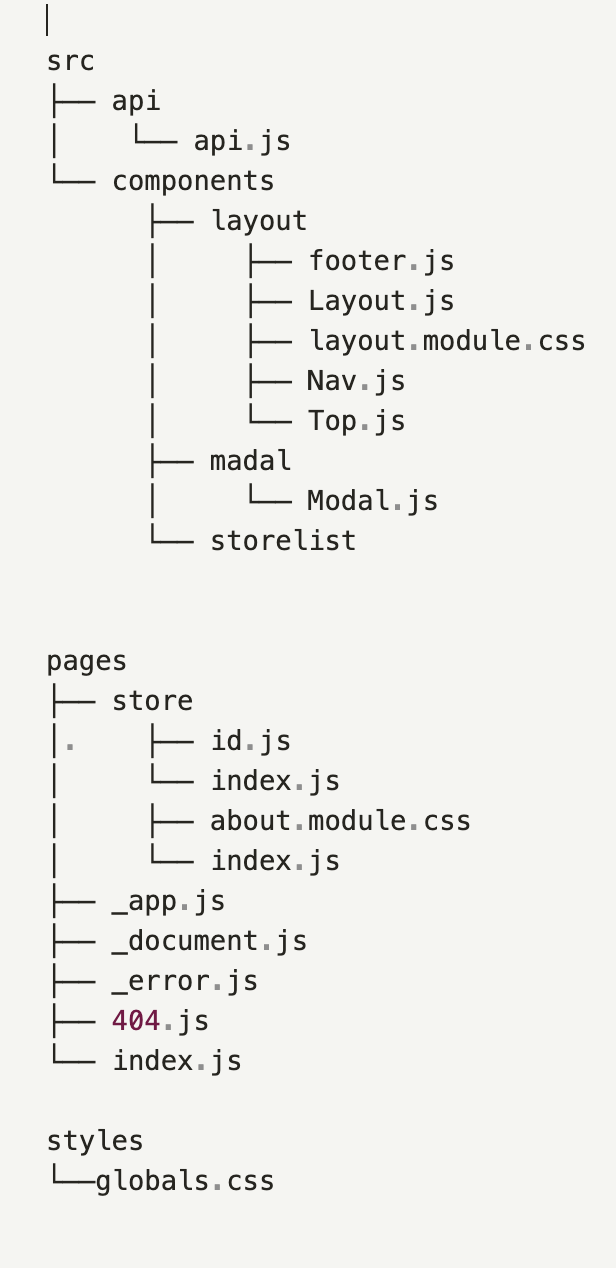 src
├── api
│    └── api.js
└── components
      ├── layout
      │     ├── footer.js
      │     ├── Layout.js
      │     ├── layout.module.css
      │     ├── Nav.js
      │     └── Top.js
      ├── madal
      │     └── Modal.js
      └── storelist
pages
├── store
│.    ├── id.js
│     └── index.js
│     ├── about.module.css
│     └── index.js
├── _app.js
├── _document.js
├── _error.js
├── 404.js
└── index.js
styles
└──globals.css